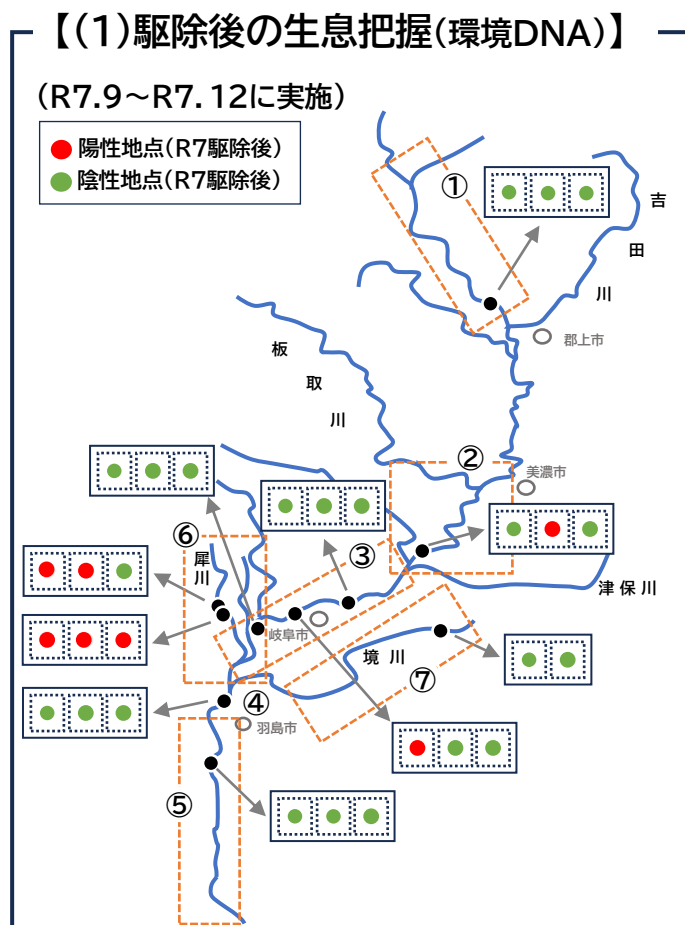 【(1)駆除後の生息把握(環境DNA)】
(R7.9～R7.12に実施)
陽性地点(R7駆除後)
陰性地点(R7駆除後)
①
吉田川
郡上市
板取川
②
美濃市
⑥
犀川
③
津保川
岐阜市
境川
⑦
④
羽島市
⑤